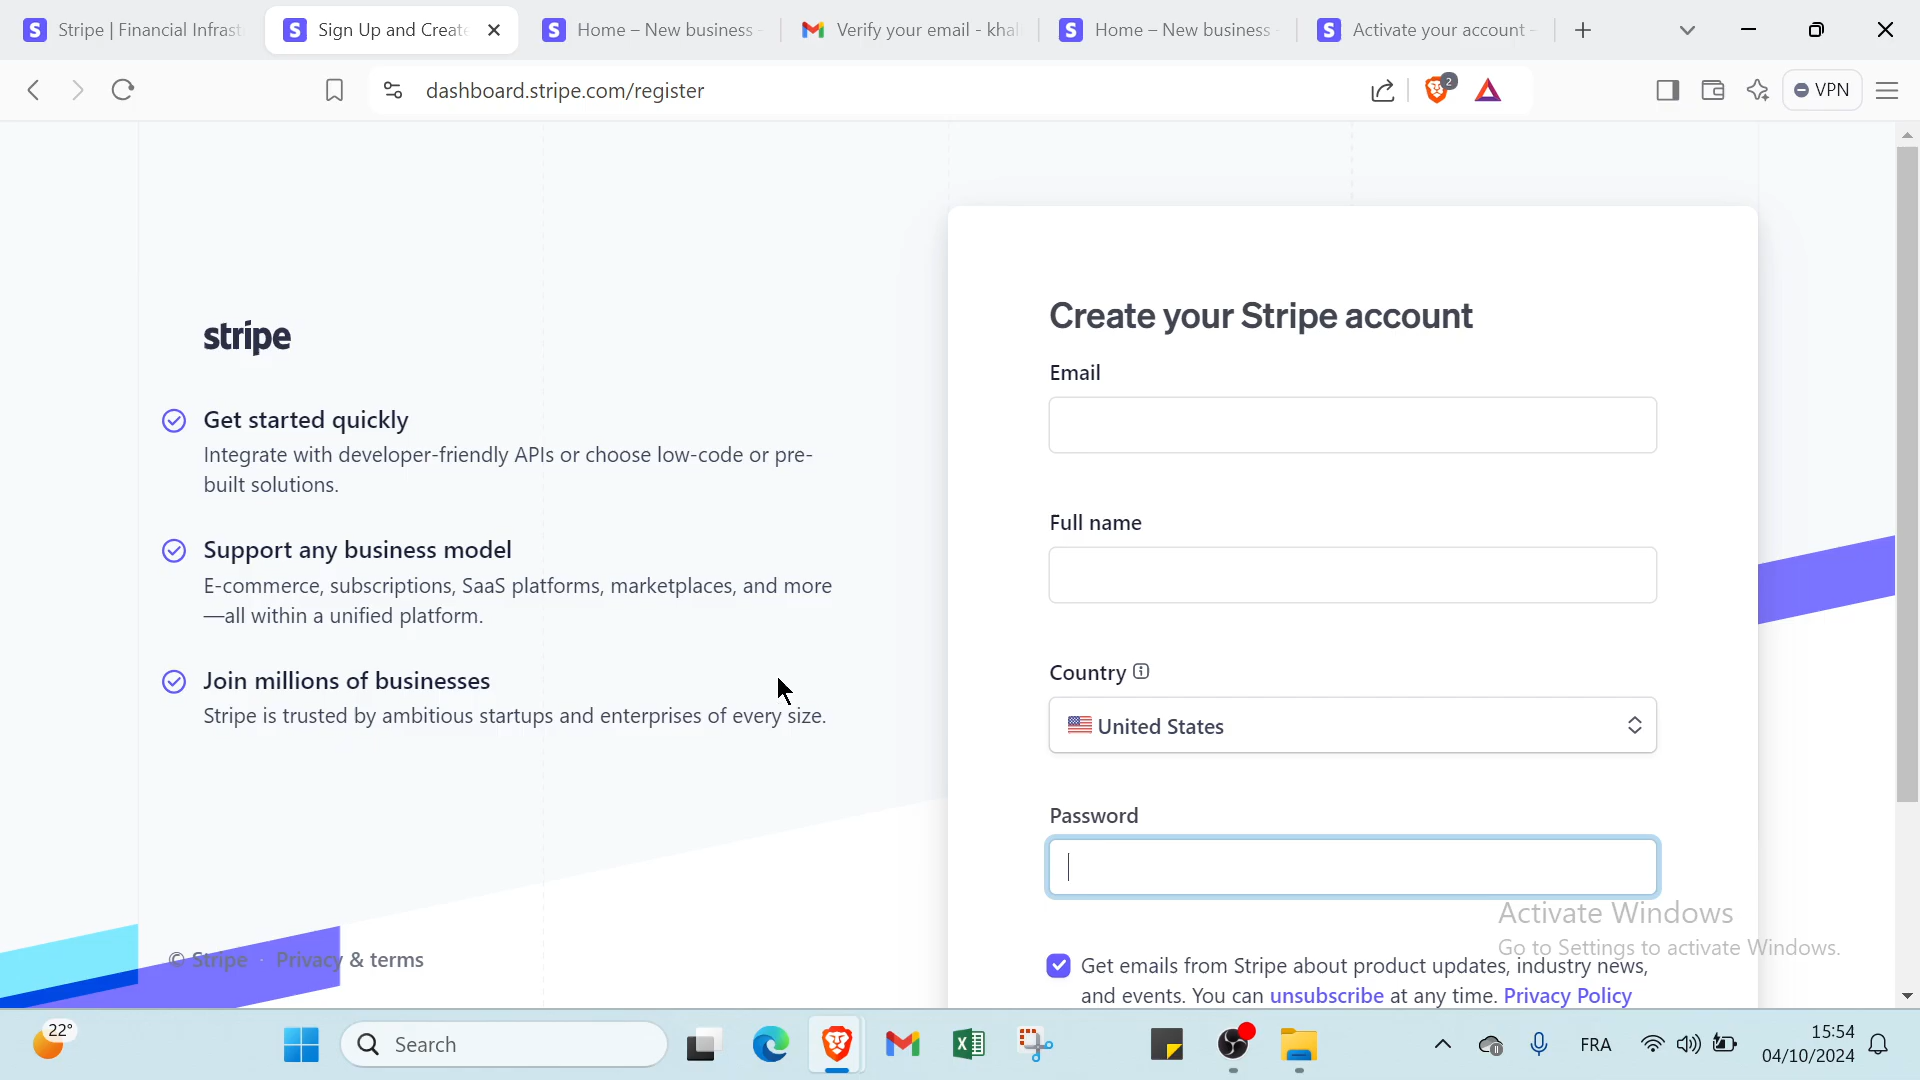 Stripe | Financial Infrast
Sign Up and Create
Home – New business –
Verify your email - khal
Home – New business
Activate your account –
dashboard.stripe.com/register
2
VPN
stripe
Get started quickly
Integrate with developer-friendly APIs or choose low-code or pre-
built solutions.
Support any business model
E-commerce, subscriptions, SaaS platforms, marketplaces, and more
—all within a unified platform.
Join millions of businesses
Stripe is trusted by ambitious startups and enterprises of every size.
© Stripe · Privacy & terms
Create your Stripe account
Email
Full name
Country
United States
Password
Get emails from Stripe about product updates, industry news,
and events. You can unsubscribe at any time. Privacy Policy
Activate Windows
Go to Settings to activate Windows.
22°
Search
FRA
15:54
04/10/2024